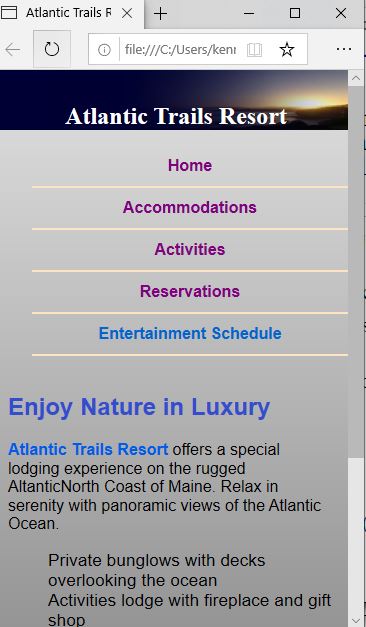 Atlantic Trails R
file:///C:/Users/kenn
Atlantic Trails Resort
Home
Accommodations
Activities
Reservations
Entertainment Schedule
Enjoy Nature in Luxury
Atlantic Trails Resort offers a special
lodging experience on the rugged
AltanticNorth Coast of Maine. Relax in
serenity with panoramic views of the Atlantic
Ocean.
Private bunglows with decks
overlooking the ocean
Activities lodge with fireplace and gift
shop